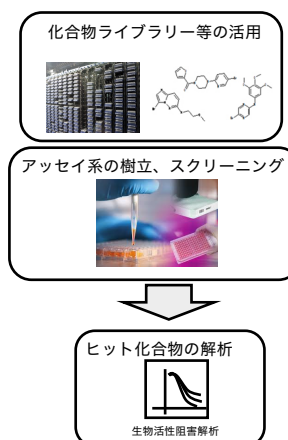 化合物ライブラリー等の活用
アッセイ系の樹立、スクリーニング
ヒット化合物の解析
生物活性阻害解析